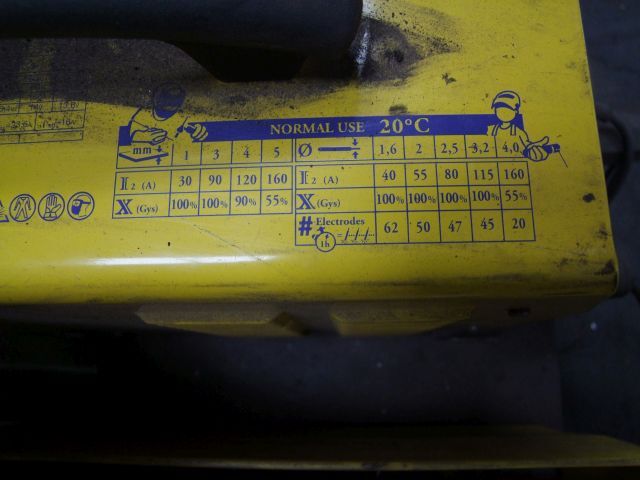 NORMAL USE 20°C
mm 1 3 4 5 Ø 1,6 2 2,5 3,2 4,0
I2 (A) 30 90 120 160 I2 (A) 40 55 80 115 160
X (Gys) 100% 100% 90% 55% X (Gys) 100% 100% 100% 100% 55%
# Electrodes 62 50 47 45 20
1h =